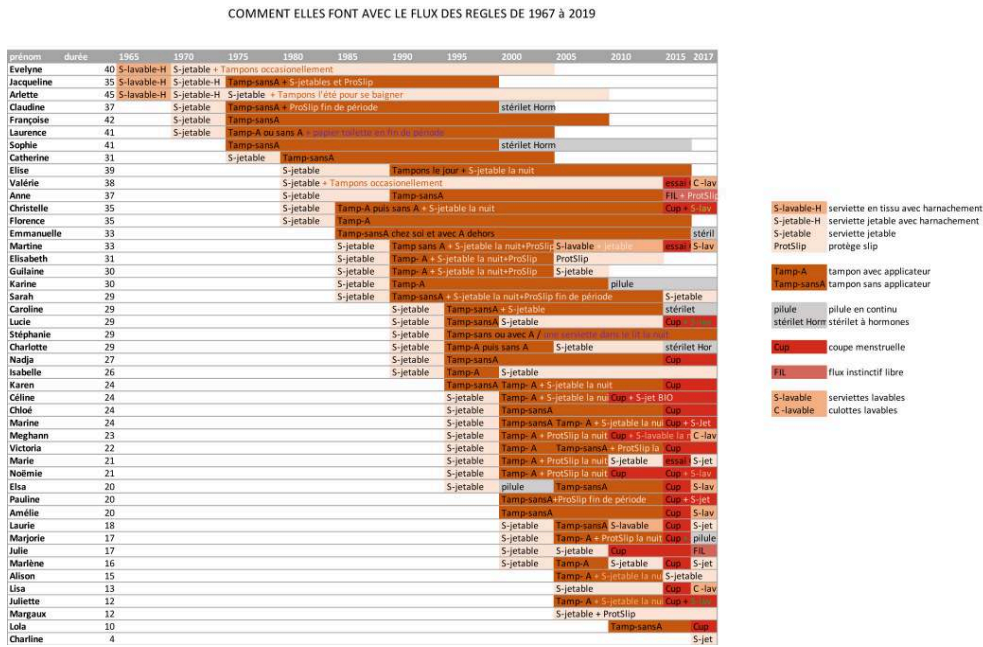 COMMENT ELLES FONT AVEC LE FLUX DES REGLES DE 1967 à 2019
prénom durée 1965 1970 1975 1980 1985 1990 1995 2000 2005 2010 2015 2017
Evelyne 40 S-lavable-H S-jetable + Tampons occasionellement
Jacqueline 35 S-lavable-H S-jetable-H Tamp-sansA + S-jetables et ProSlip
Arlette 45 S-lavable-H S-jetable-H S-jetable + Tampons l'été pour se baigner
Claudine 37 S-jetable Tamp-sansA + ProSlip fin de période stérilet Horm
Françoise 42 S-jetable Tamp-sansA
Laurence 41 S-jetable Tamp-A ou sans A + papier toilette en fin de période
Sophie 41 Tamp-sansA stérilet Horm
Catherine 31 S-jetable Tamp-sansA
Elise 39 S-jetable Tampons le jour + S-jetable la nuit
Valérie 38 S-jetable + Tampons occasionellement essai C-lav
Anne 37 S-jetable Tamp-sansA FIL + ProtSlip
Christelle 35 S-jetable Tamp-A puis sans A + S-jetable la nuit Cup + S-lav
Florence 35 S-jetable Tamp-A
Emmanuelle 33 Tamp-sansA chez soi et avec A dehors stéril
Martine 33 S-jetable Tamp sans A + S-jetable la nuit+ProSlip S-lavable + jetable essai S-lav
Elisabeth 31 S-jetable Tamp- A + S-jetable la nuit+ProSlip ProtSlip
Guilaine 30 S-jetable Tamp- A + S-jetable la nuit+ProSlip S-jetable
Karine 30 S-jetable Tamp-A pilule
Sarah 29 S-jetable Tamp-sansA + S-jetable la nuit+ProSlip fin de période S-jetable
Caroline 29 S-jetable Tamp-sansA + S-jetable stérilet
Lucie 29 S-jetable Tamp-sansA S-jetable Cup
Stéphanie 29 S-jetable Tamp-sans ou avec A / une serviette dans le lit la nuit
Charlotte 29 S-jetable Tamp-A puis sans A S-jetable stérilet Hor
Nadja 27 S-jetable Tamp-sansA Cup
Isabelle 26 S-jetable Tamp-A S-jetable
Karen 24 Tamp-sansA Tamp- A + S-jetable la nuit Cup
Céline 24 S-jetable Tamp- A + S-jetable la nui Cup + S-jet BIO
Chloé 24 S-jetable Tamp-sansA Cup
Marine 24 S-jetable Tamp-sansA Tamp- A + S-jetable la nui Cup + S-Jet
Meghann 23 S-jetable Tamp- A + ProtSlip la nuit Cup + S-lavable la n C-lav
Victoria 22 S-jetable Tamp- A Tamp-sansA + ProtSlip la Cup
Marie 21 S-jetable Tamp- A + ProtSlip la nuit S-jetable essai S-jet
Noëmie 21 S-jetable Tamp- A + ProtSlip la nuit Cup Cup + S-lav
Elsa 20 S-jetable pilule Tamp-sansA Cup S-lav
Pauline 20 Tamp-sansA+ProSlip fin de période Cup + S-jet
Amélie 20 Tamp-sansA Cup S-lav
Laurie 18 S-jetable Tamp-sansA S-lavable Cup S-jet
Marjorie 17 S-jetable Tamp- A + ProtSlip la nuit Cup pilule
Julie 17 S-jetable S-jetable Cup FIL
Marlène 16 S-jetable Tamp-A S-jetable Cup S-jet
Alison 15 Tamp- A + S-jetable la nu S-jetable
Lisa 13 S-jetable Cup C-lav
Juliette 12 Tamp- A + S-jetable la nui Cup +
Margaux 12 S-jetable + ProtSlip
Lola 10 Tamp-sansA Cup
Charline 4 S-jet
S-lavable-H serviette en tissu avec harnachement
S-jetable-H serviette jetable avec harnachement
S-jetable serviette jetable
ProtSlip protège slip
Tamp-A tampon avec applicateur
Tamp-sansA tampon sans applicateur
pilule pilule en continu
stérilet Horm stérilet à hormones
Cup coupe menstruelle
FIL flux instinctif libre
S-lavable serviettes lavables
C-lavable culottes lavables